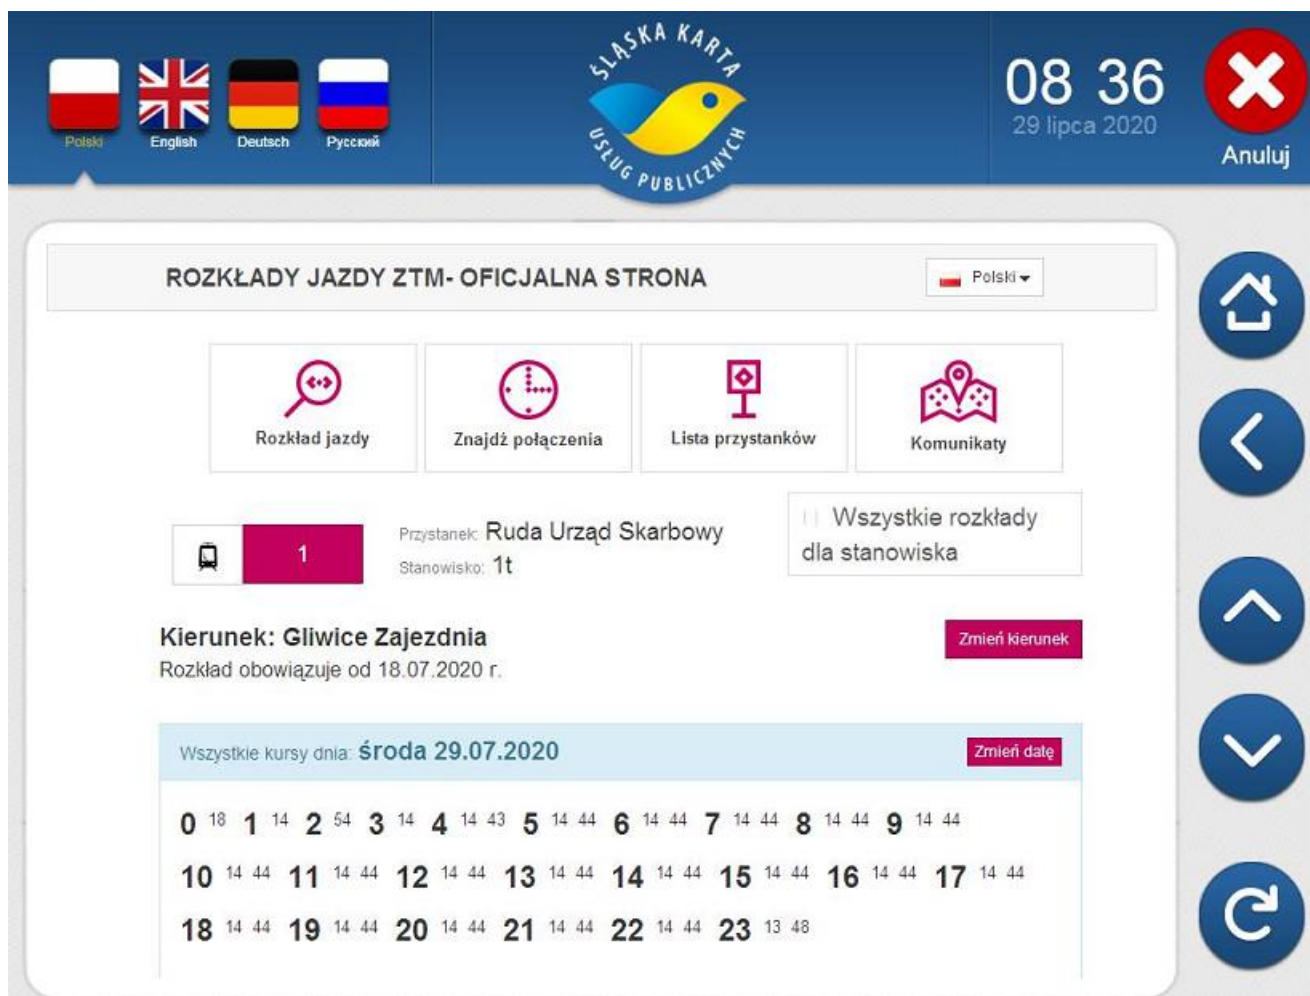 Polski
English
Deutsch
Русский
ŚLĄSKA KARTA
USŁUG PUBLICZNYCH
08 36
29 lipca 2020
Anuluj
ROZKŁADY JAZDY ZTM- OFICJALNA STRONA
Polski
Rozkład jazdy
Znajdź połączenia
Lista przystanków
Komunikaty
1
Przystanek: Ruda Urząd Skarbowy
Stanowisko: 1t
Wszystkie rozkłady
dla stanowiska
Kierunek: Gliwice Zajezdnia
Zmień kierunek
Rozkład obowiązuje od 18.07.2020 r.
Wszystkie kursy dnia: środa 29.07.2020
Zmień datę
0 18 1 14 2 54 3 14 4 14 43 5 14 44 6 14 44 7 14 44 8 14 44 9 14 44
10 14 44 11 14 44 12 14 44 13 14 44 14 14 44 15 14 44 16 14 44 17 14 44
18 14 44 19 14 44 20 14 44 21 14 44 22 14 44 23 13 48